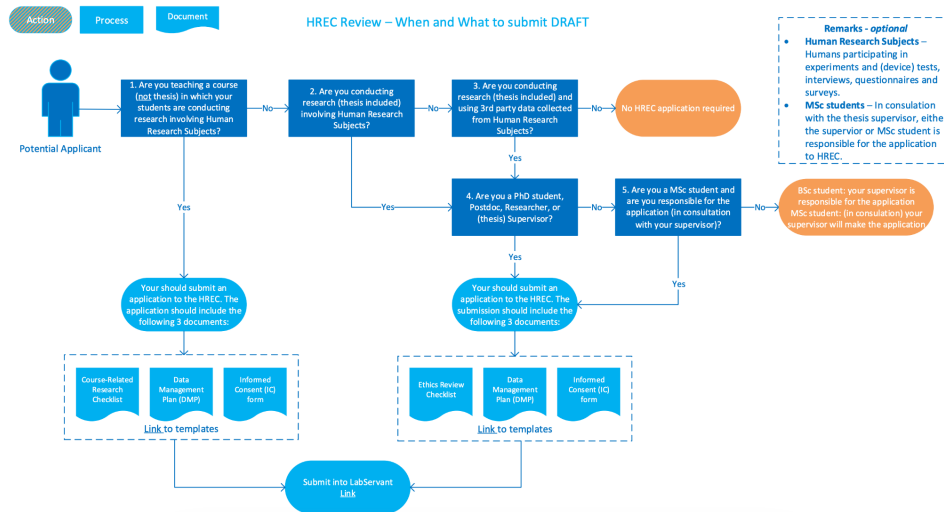 Action
Process
Document
HREC Review – When and What to submit DRAFT
Remarks - optional
• Human Research Subjects –
Humans participating in
experiments and (device) tests,
interviews, questionnaires and
surveys.
• MSc students – In consulation
with the thesis supervisor, eithe
the supervior or MSc student is
responsible for the application
to HREC.
Potential Applicant
1. Are you teaching a course
(not thesis) in which your
students are conducting
research involving Human
Research Subjects?
No
2. Are you conducting
research (thesis included)
involving Human Research
Subjects?
No
3. Are you conducting
research (thesis included) and
using 3rd party data collected
from Human Research
Subjects?
No
No HREC application required
Yes
Yes
Yes
4. Are you a PhD student,
Postdoc, Researcher, or
(thesis) Supervisor?
No
5. Are you a MSc student and
are you responsible for the
application (in consultation
with your supervisor)?
No
BSc student: your supervisor is
responsible for the application
MSc student: (in consulation) your
supervisor will make the application
Yes
Yes
Your should submit an
application to the HREC. The
application should include the
following 3 documents:
Your should submit an
application to the HREC. The
submission should include the
following 3 documents:
Course-Related
Research
Checklist
Data
Management
Plan (DMP)
Informed
Consent (IC)
form
Link to templates
Ethics Review
Checklist
Data
Management
Plan (DMP)
Informed
Consent (IC)
form
Link to templates
Submit into LabServant
Link